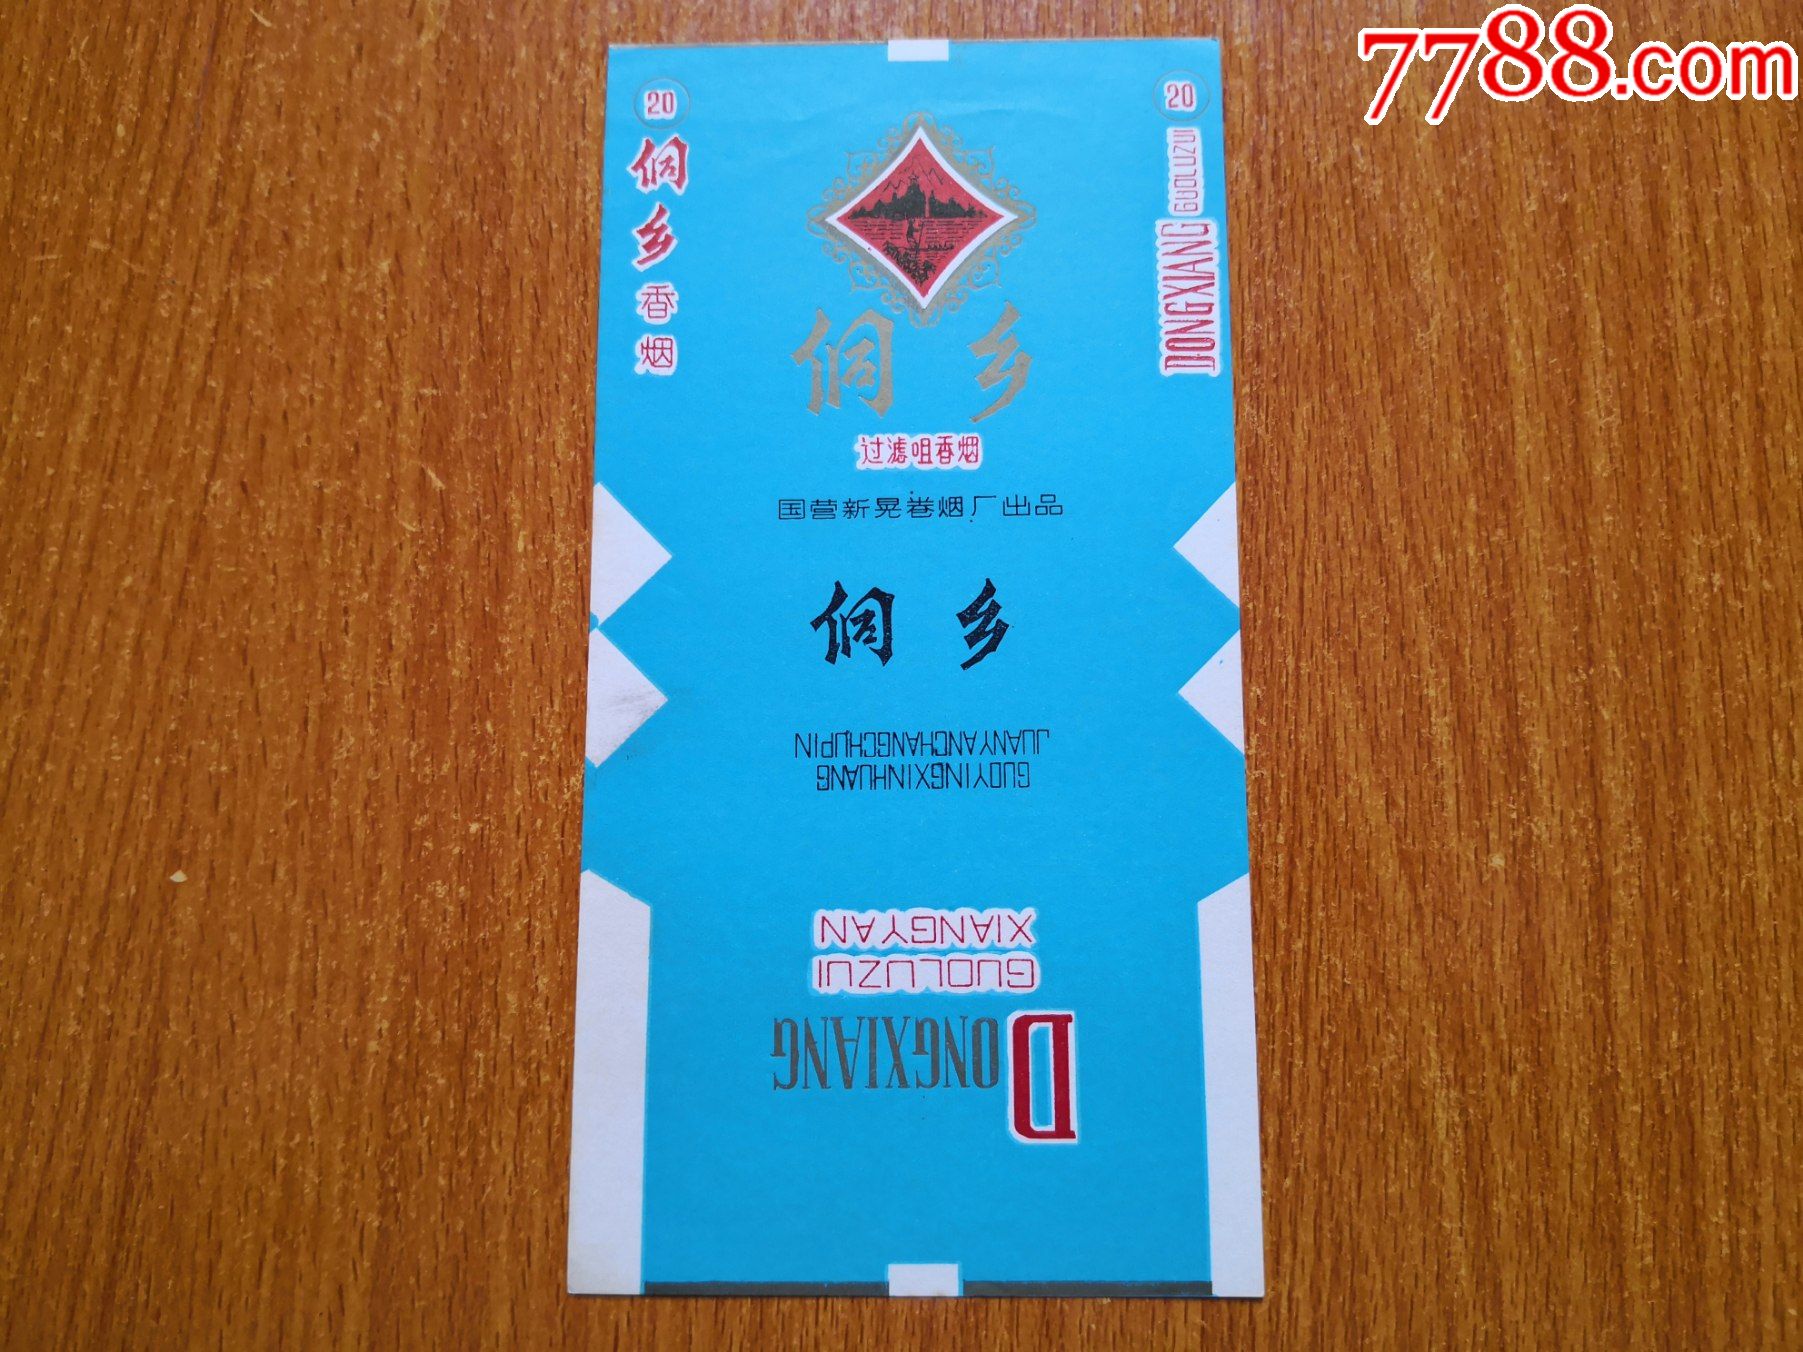 7788.com
20
侗乡香烟
20
DONGXIANG GUOLUZUI
侗乡
过滤咀香烟
国营新晃卷烟厂出品
侗乡
GUOYINGXINHUANG
JUANYANCHANGCHUPIN
DONGXIANG
GUOLUZUI
XIANGYAN